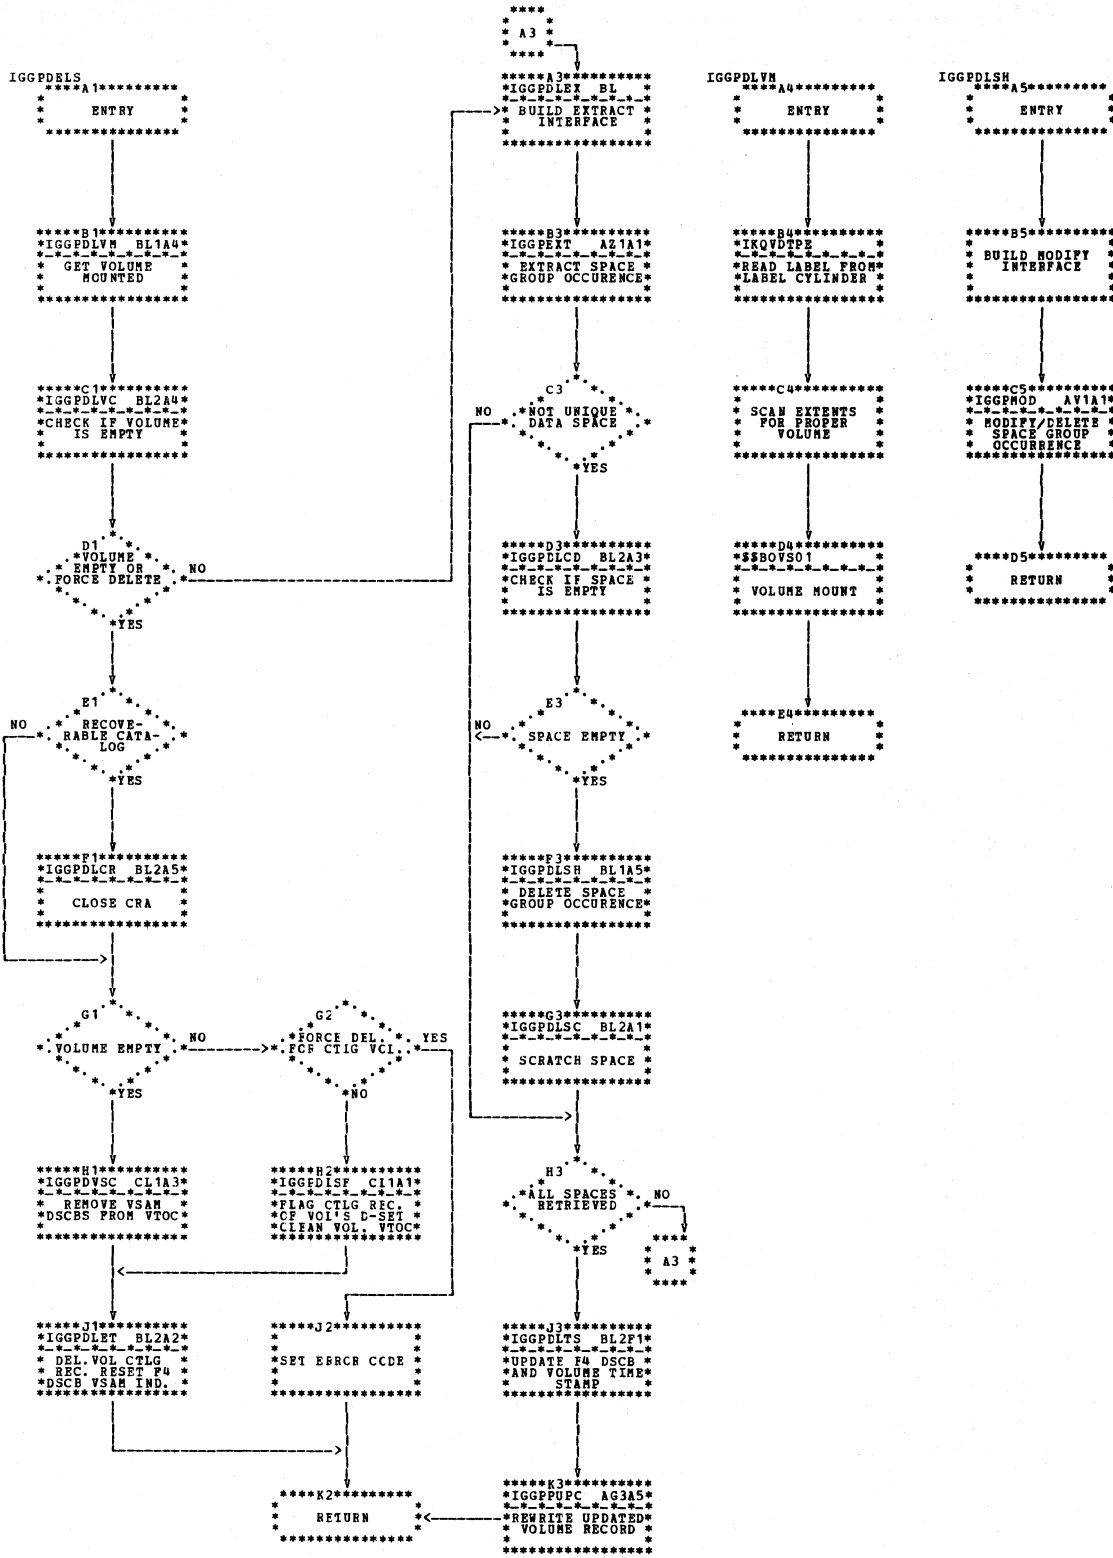 A3
IGGPDELS
A1
ENTRY
B1
IGGPDLVM BL1A4
GET VOLUME
MOUNTED
C1
IGGPDLVC BL2A4
CHECK IF VOLUME
IS EMPTY
D1
VOLUME
EMPTY OR
FORCE DELETE
NO
YES
E1
NO
RECOVE-
RABLE CATA-
LOG
YES
F1
IGGPDLCR BL2A5
CLOSE CRA
G1
VOLUME EMPTY
NO
YES
G2
FORCE DEL.
FOR CTLG VOL.
YES
NO
H1
IGGPDVSC CL1A3
REMOVE VSAM
DSCBS FROM VTOC
H2
IGGPDLSF CI1A1
FLAG CTLG REC.
OF VOL'S D-SET
CLEAN VOL. VTOC
J1
IGGPDLET BL2A2
DEL.VOL CTLG
REC. RESET F4
DSCB VSAM IND.
J2
SET ERROR CODE
K2
RETURN
A3
IGGPDLEX BL
BUILD EXTRACT
INTERFACE
B3
IGGPEXT AZ1A1
EXTRACT SPACE
GROUP OCCURENCE
C3
NO
NOT UNIQUE
DATA SPACE
YES
D3
IGGPDLCD BL2A3
CHECK IF SPACE
IS EMPTY
E3
NO
SPACE EMPTY
YES
F3
IGGPDLSH BL1A5
DELETE SPACE
GROUP OCCURENCE
G3
IGGPDLSC BL2A1
SCRATCH SPACE
H3
ALL SPACES
RETRIEVED
NO
YES
A3
J3
IGGPDLTS BL2F1
UPDATE F4 DSCB
AND VOLUME TIME
STAMP
K3
IGGPPUPC AG3A5
REWRITE UPDATED
VOLUME RECORD
IGGPDLVM
A4
ENTRY
B4
IKQVDTPE
READ LABEL FROM
LABEL CYLINDER
C4
SCAN EXTENTS
FOR PROPER
VOLUME
D4
$$BOVS01
VOLUME MOUNT
E4
RETURN
IGGPDLSH
A5
ENTRY
B5
BUILD MODIFY
INTERFACE
C5
IGGPMOD AV1A1
MODIFY/DELETE
SPACE GROUP
OCCURRENCE
D5
RETURN